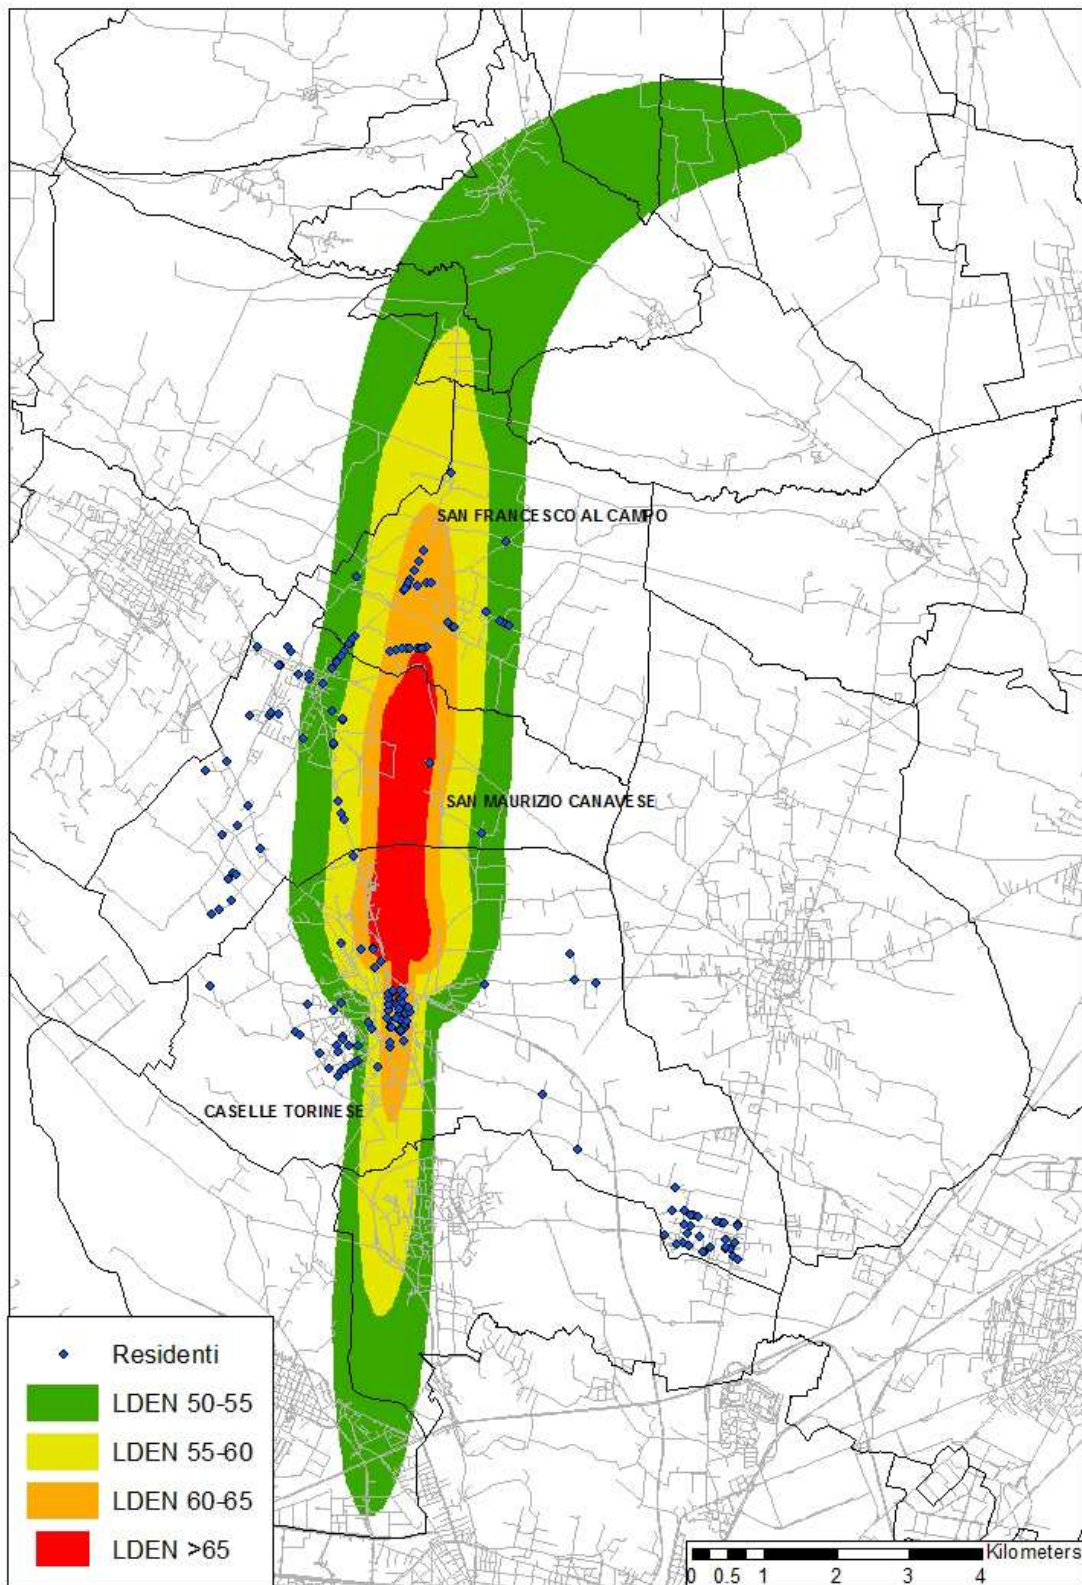 SAN FRANCESCO AL CAMPO
SAN MAURIZIO CANAVESE
CASELLE TORINESE
Residenti
LDEN 50-55
LDEN 55-60
LDEN 60-65
LDEN >65
Kilometers
0 0.5 1 2 3 4